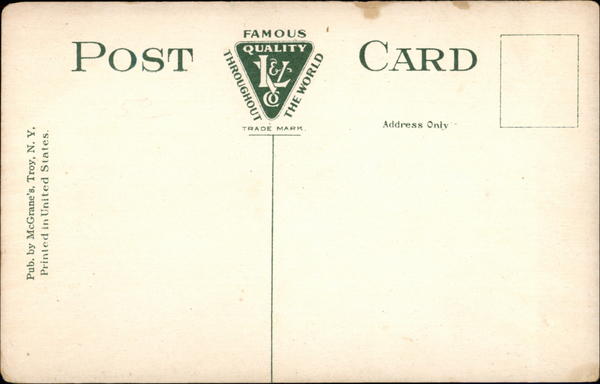 POST CARD
FAMOUS
QUALITY
THROUGHOUT THE WORLD
L&Co
TRADE MARK.
Address Only
Pub. by McGrane's, Troy, N. Y.
Printed in United States.